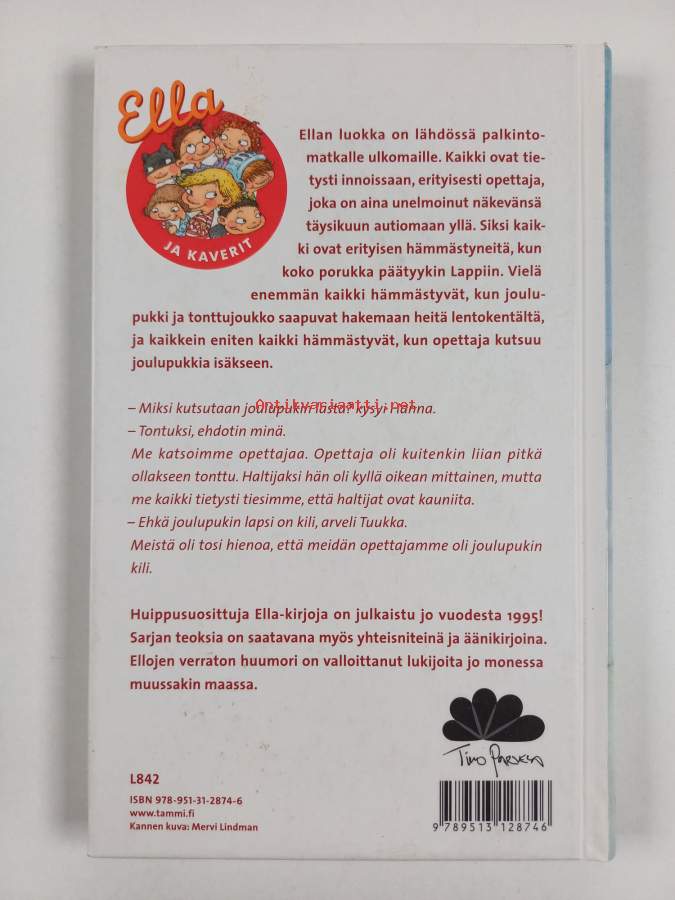 Ella
JA KAVERIT
Ellan luokka on lähdössä palkinto-
matkalle ulkomaille. Kaikki ovat tie-
tysti innoissaan, erityisesti opettaja,
joka on aina unelmoinut näkevänsä
täysikuun autiomaan yllä. Siksi kaik-
ki ovat erityisen hämmästyneitä, kun
koko porukka päätyykin Lappiin. Vielä
enemmän kaikki hämmästyvät, kun joulu-
pukki ja tonttujoukko saapuvat hakemaan heitä lentokentältä,
ja kaikkein eniten kaikki hämmästyvät, kun opettaja kutsuu
joulupukkia isäkseen.
– Miksi kutsutaan joulupukin lasta? kysyi Hanna.
Antikvariaatti.net
– Tontuksi, ehdotin minä.
Me katsoimme opettajaa. Opettaja oli kuitenkin liian pitkä
ollakseen tonttu. Haltijaksi hän oli kyllä oikean mittainen, mutta
me kaikki tietysti tiesimme, että haltijat ovat kauniita.
– Ehkä joulupukin lapsi on kili, arveli Tuukka.
Meistä oli tosi hienoa, että meidän opettajamme oli joulupukin
kili.
Huippusuosittuja Ella-kirjoja on julkaistu jo vuodesta 1995!
Sarjan teoksia on saatavana myös yhteisniteinä ja äänikirjoina.
Ellojen verraton huumori on valloittanut lukijoita jo monessa
muussakin maassa.
Timo Parvela
L842
ISBN 978-951-31-2874-6
www.tammi.fi
Kannen kuva: Mervi Lindman
9 789513 128746